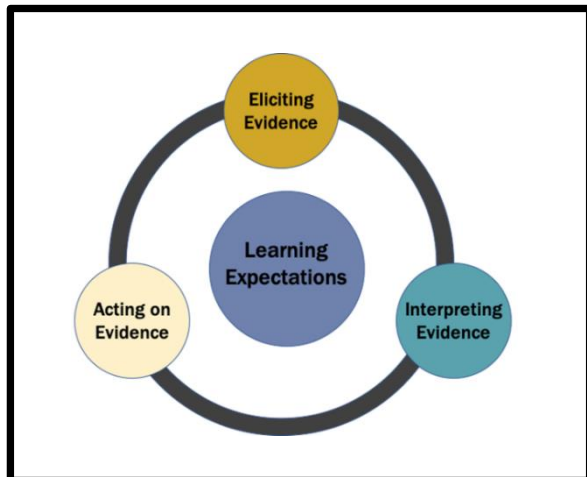 Eliciting
Evidence
Learning
Expectations
Acting on
Evidence
Interpreting
Evidence